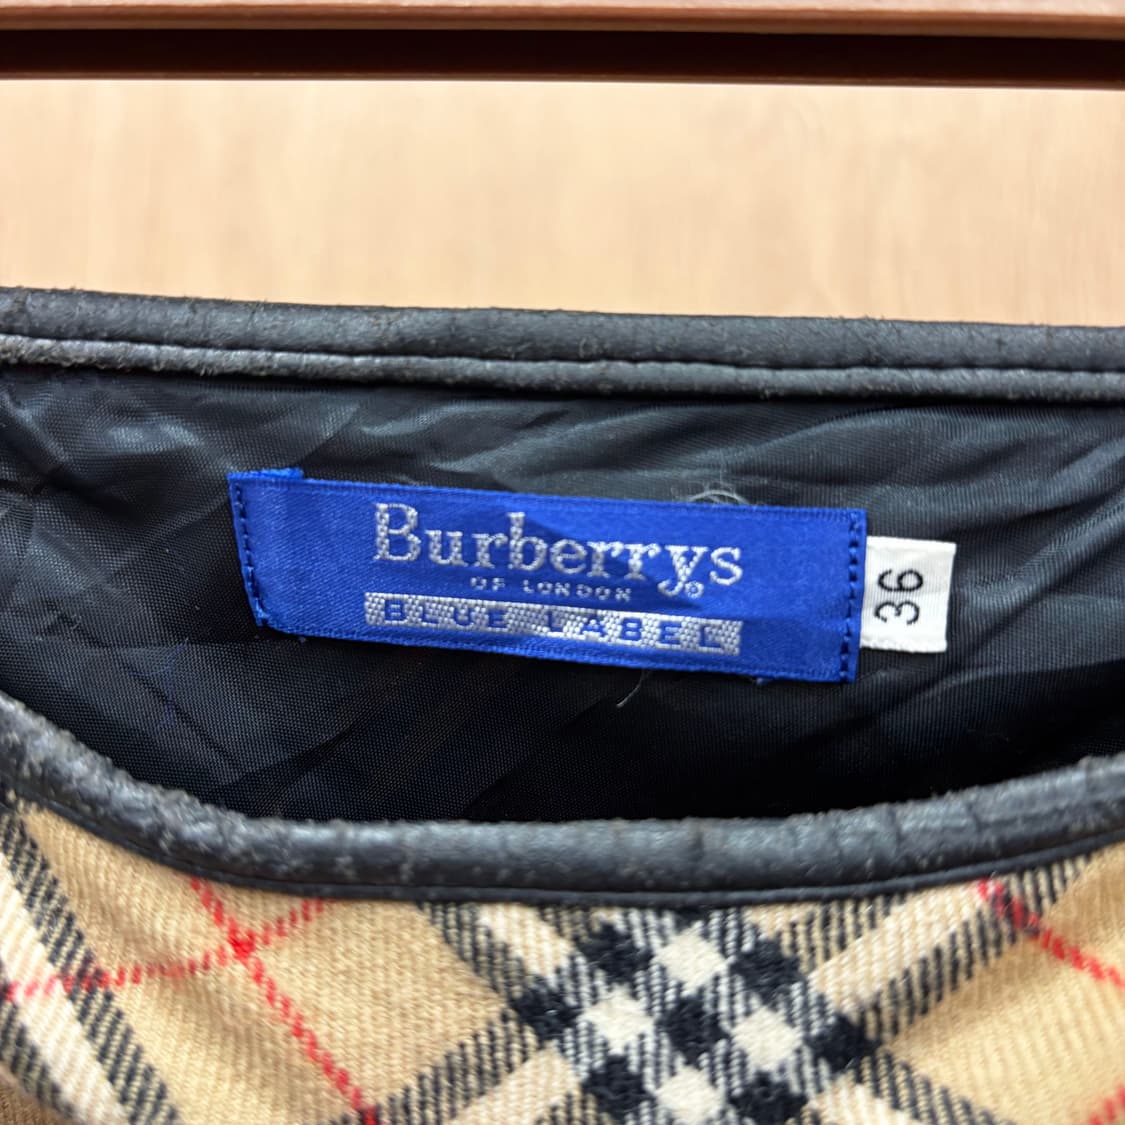 Burberrys®
OF LONDON
BLUE LABEL
36